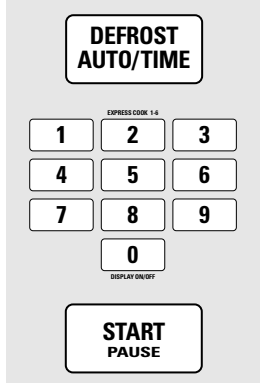 DEFROST
AUTO/TIME
EXPRESS COOK 1-6
1 2 3
4 5 6
7 8 9
0
DISPLAY ON/OFF
START
PAUSE